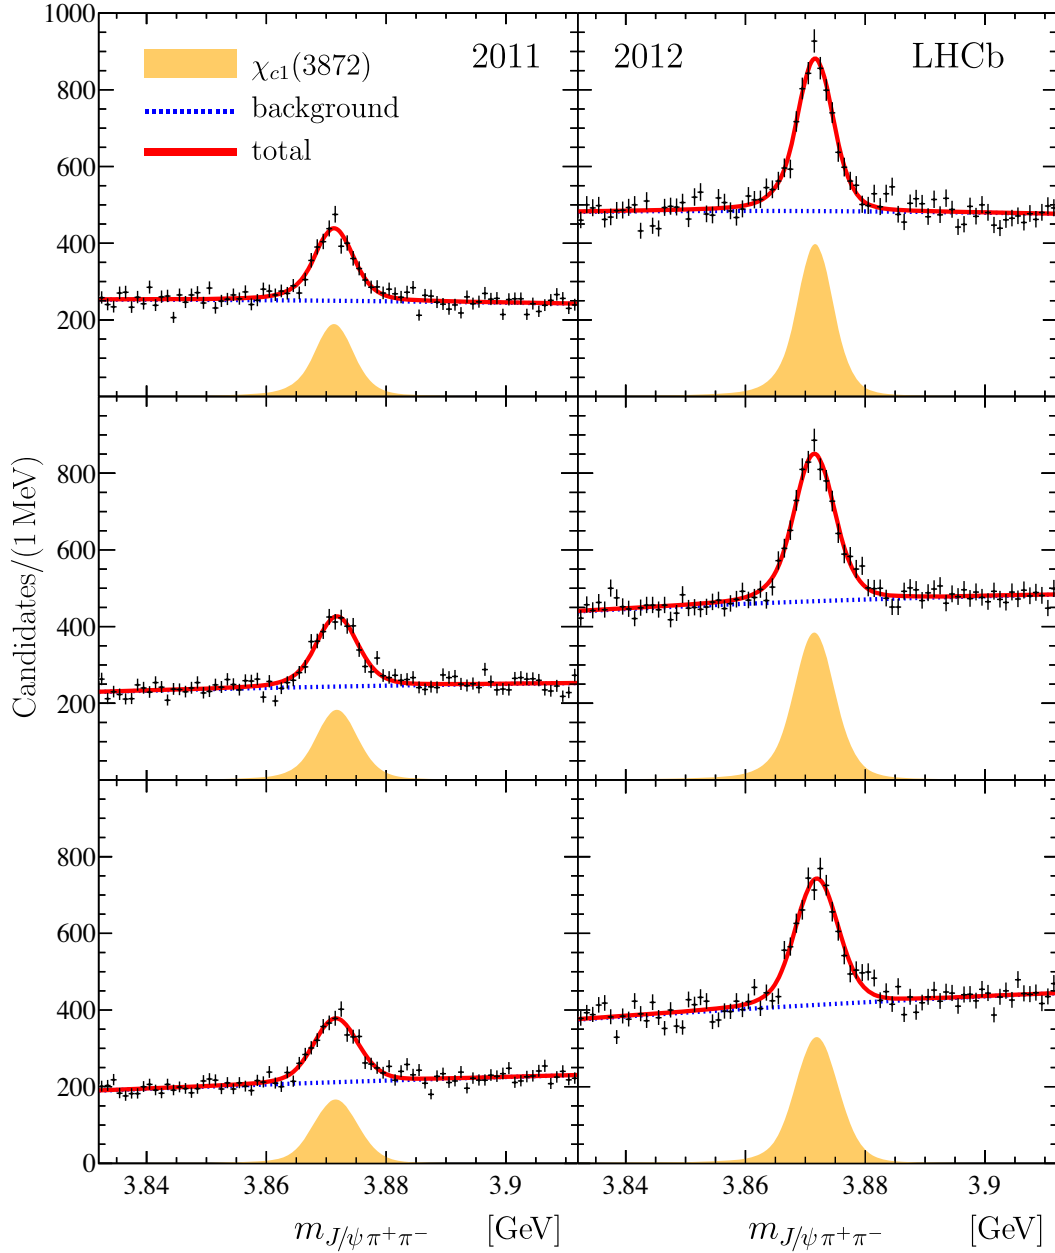 1000
800
600
400
200
χc1(3872)
background
total
2011
2012
LHCb
Candidates/(1 MeV)
800
600
400
200
800
600
400
200
0
3.84 3.86 3.88 3.9
3.84 3.86 3.88 3.9
mJ/ψπ+π− [GeV]
mJ/ψπ+π− [GeV]